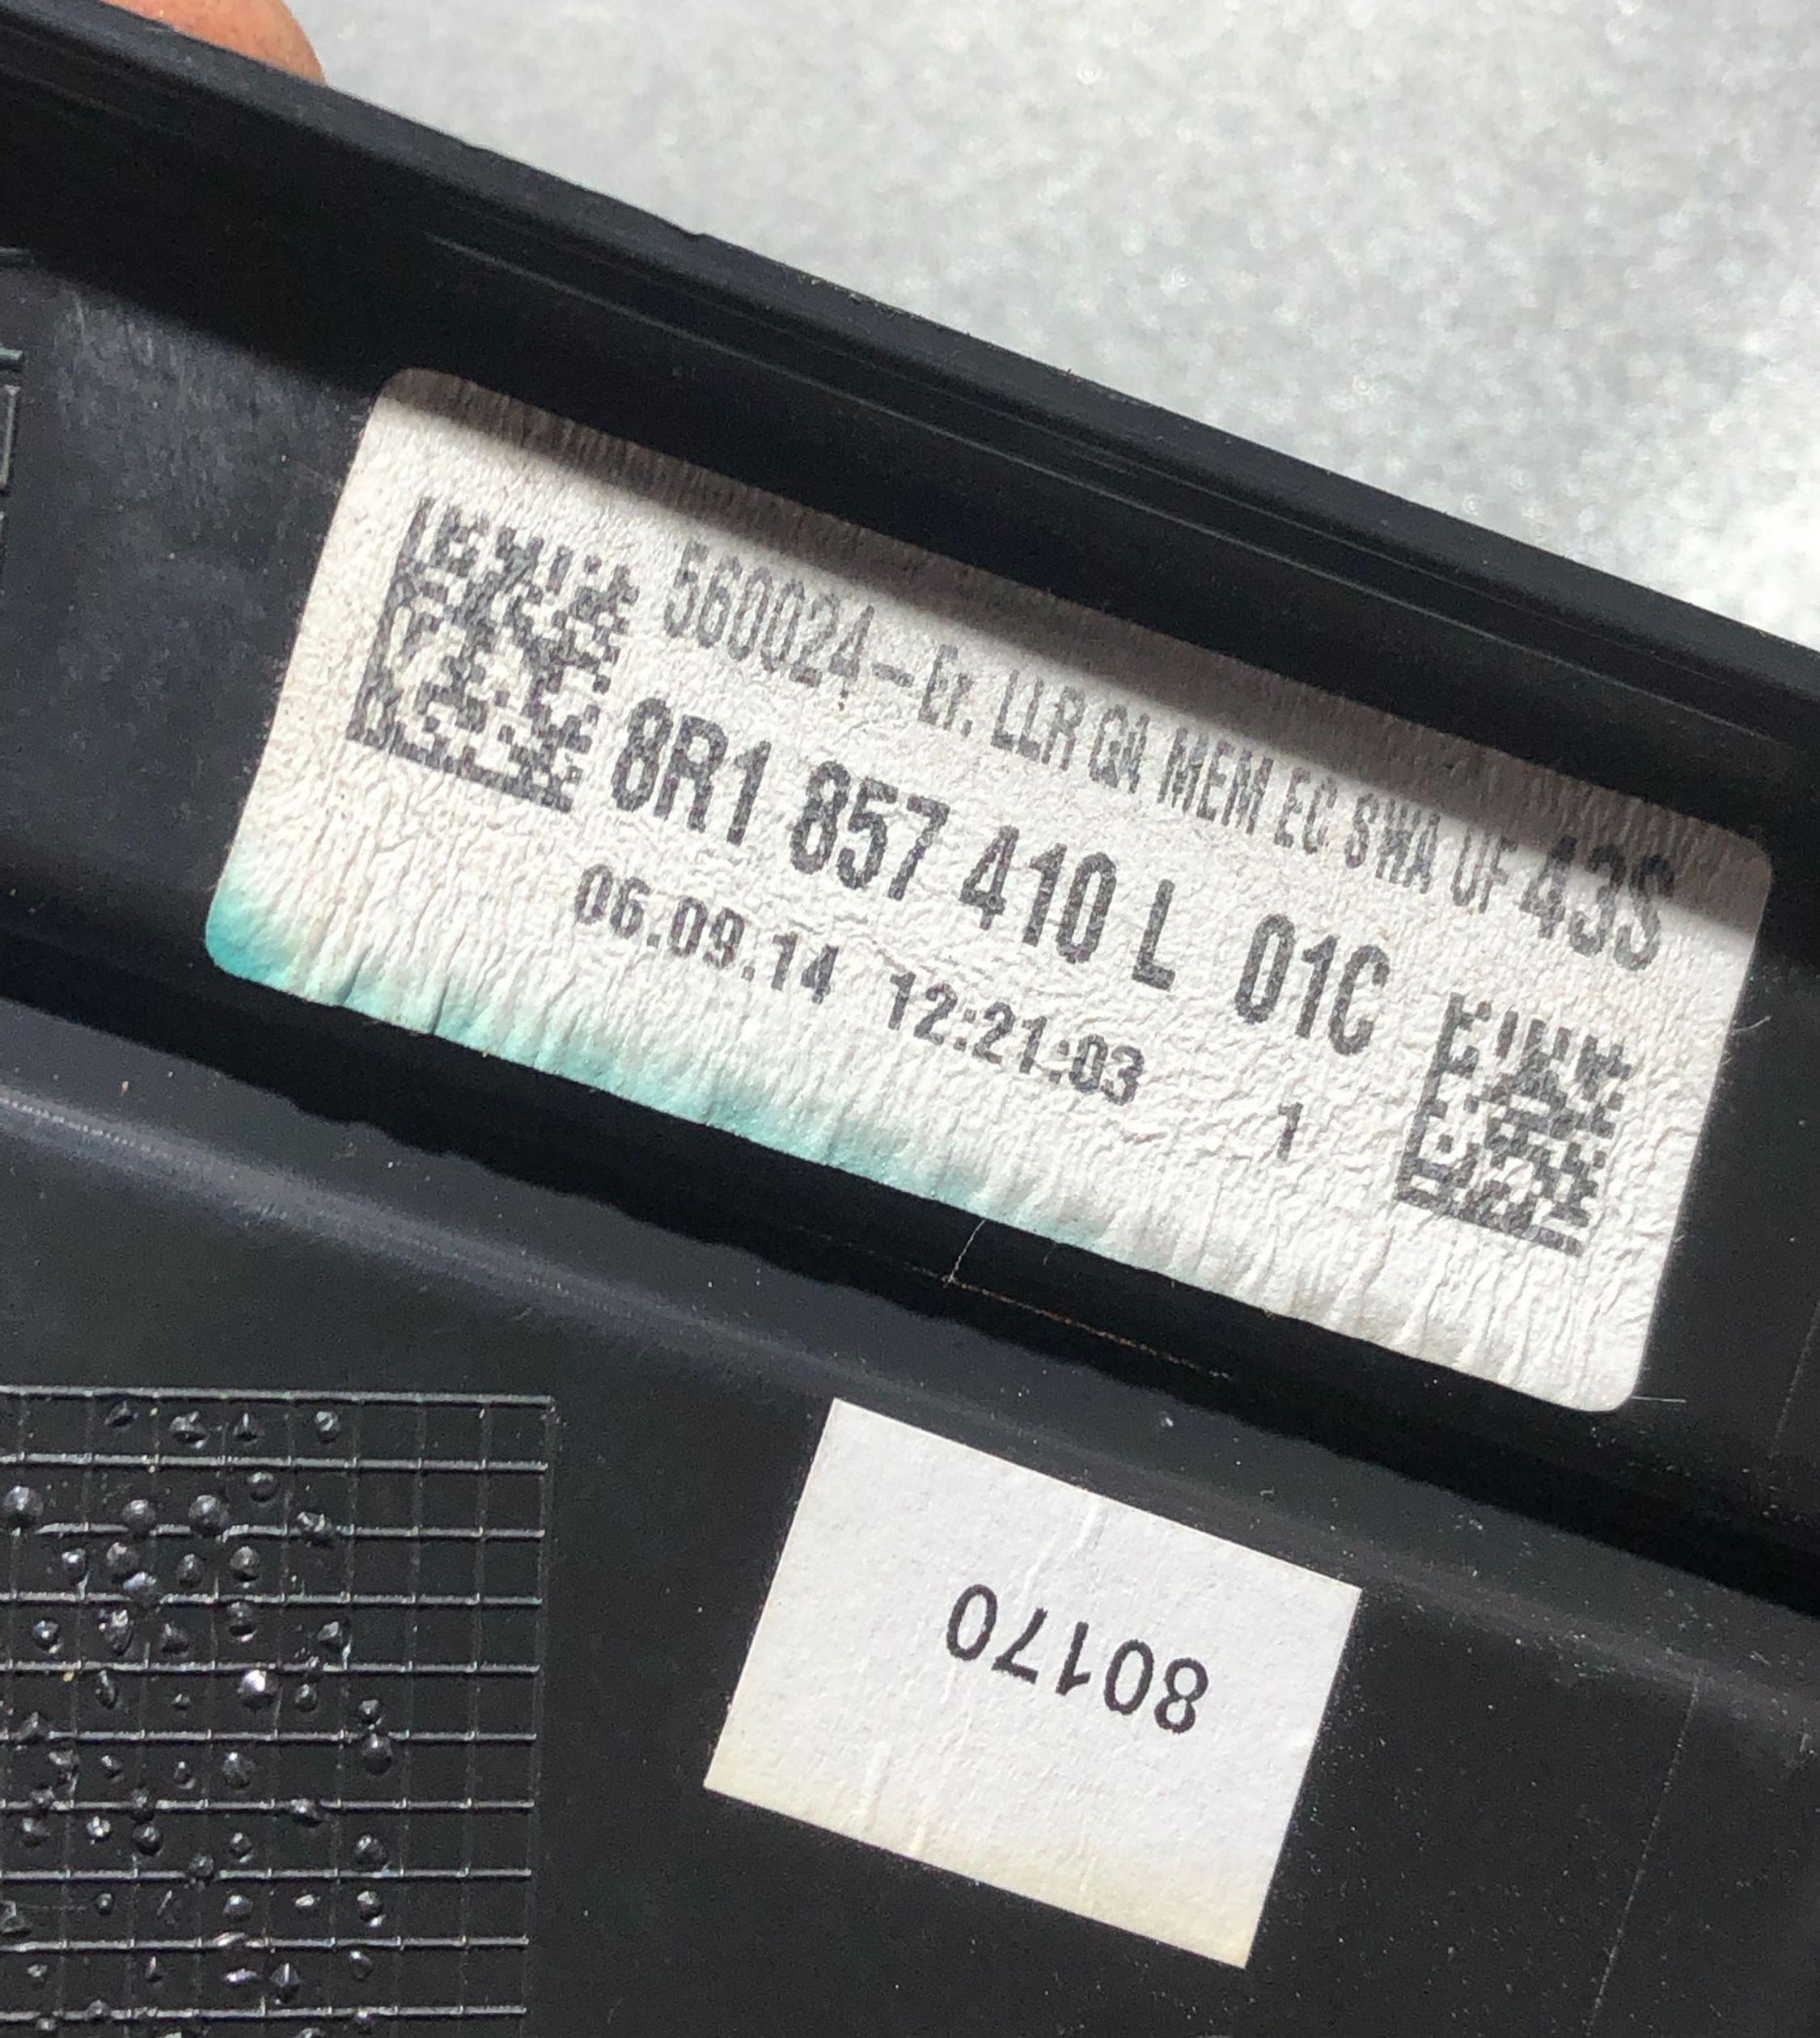 560024-Er. LLR QA MEM EC SWA UF 43S
8R1 857 410 L 01C
06.09.14 12:21:03 1
80170